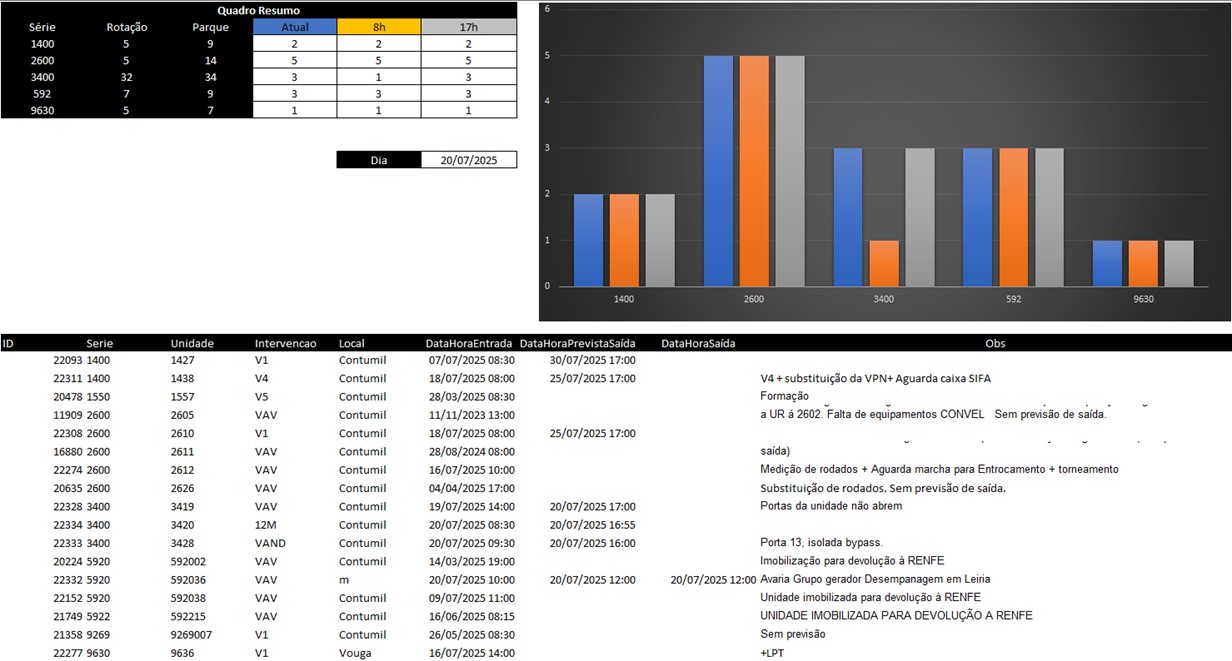 Quadro Resumo
Série Rotação Parque Atual 8h 17h
1400 5 9 2 2 2
2600 5 14 5 5 5
3400 32 34 3 1 3
592 7 9 3 3 3
9630 5 7 1 1 1
Dia 20/07/2025
6
5
4
3
2
1
0
1400 2600 3400 592 9630
ID Serie Unidade Intervencao Local DataHoraEntrada DataHoraPrevistaSaída DataHoraSaída Obs
22093 1400 1427 V1 Contumil 07/07/2025 08:30 30/07/2025 17:00
22311 1400 1438 V4 Contumil 18/07/2025 08:00 25/07/2025 17:00 V4 + substituição da VPN+ Aguarda caixa SIFA
20478 1550 1557 V5 Contumil 28/03/2025 08:30 Formação
11909 2600 2605 VAV Contumil 11/11/2023 13:00 a UR á 2602. Falta de equipamentos CONVEL Sem previsão de saída.
22308 2600 2610 V1 Contumil 18/07/2025 08:00 25/07/2025 17:00
16880 2600 2611 VAV Contumil 28/08/2024 08:00 saída)
22274 2600 2612 VAV Contumil 16/07/2025 10:00 Medição de rodados + Aguarda marcha para Entrocamento + torneamento
20635 2600 2626 VAV Contumil 04/04/2025 17:00 Substituição de rodados. Sem previsão de saída.
22328 3400 3419 VAV Contumil 19/07/2025 14:00 20/07/2025 17:00 Portas da unidade não abrem
22334 3400 3420 12M Contumil 20/07/2025 08:30 20/07/2025 16:55
22333 3400 3428 VAND Contumil 20/07/2025 09:30 20/07/2025 16:00 Porta 13, isolada bypass.
20224 5920 592002 VAV Contumil 14/03/2025 19:00 Imobilização para devolução à RENFE
22332 5920 592036 VAV m 20/07/2025 10:00 20/07/2025 12:00 20/07/2025 12:00 Avaria Grupo gerador Desempanagem em Leiria
22152 5920 592038 VAV Contumil 09/07/2025 11:00 Unidade imobilizada para devolução à RENFE
21749 5922 592215 VAV Contumil 16/06/2025 08:15 UNIDADE IMOBILIZADA PARA DEVOLUÇÃO A RENFE
21358 9269 9269007 V1 Contumil 26/05/2025 08:30 Sem previsão
22277 9630 9636 V1 Vouga 16/07/2025 14:00 +LPT